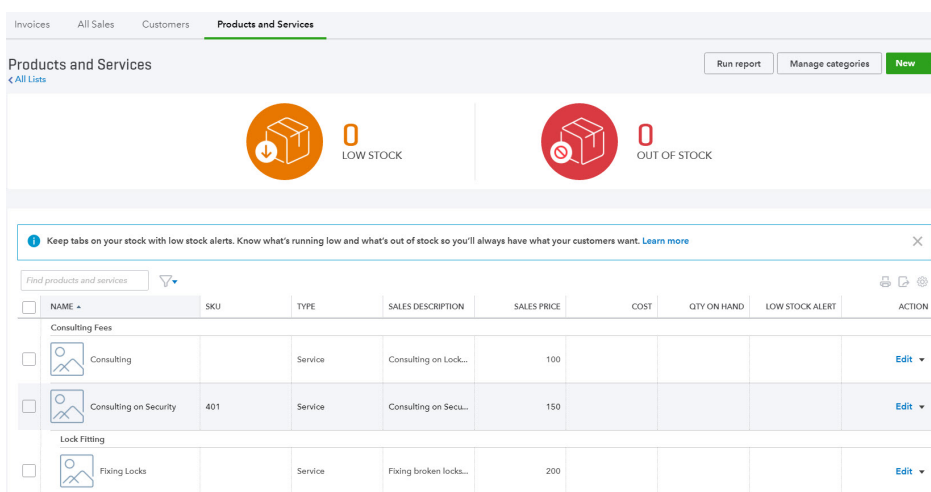 Invoices All Sales Customers Products and Services
Products and Services
All Lists
Run report Manage categories New
0
LOW STOCK
0
OUT OF STOCK
Keep tabs on your stock with low stock alerts. Know what's running low and what's out of stock so you'll always have what your customers want. Learn more
Find products and services
NAME SKU TYPE SALES DESCRIPTION SALES PRICE COST QTY ON HAND LOW STOCK ALERT ACTION
Consulting Fees
Consulting Service Consulting on Lock... 100 Edit
Consulting on Security 401 Service Consulting on Secu... 150 Edit
Lock Fitting
Fixing Locks Service Fixing broken locks... 200 Edit